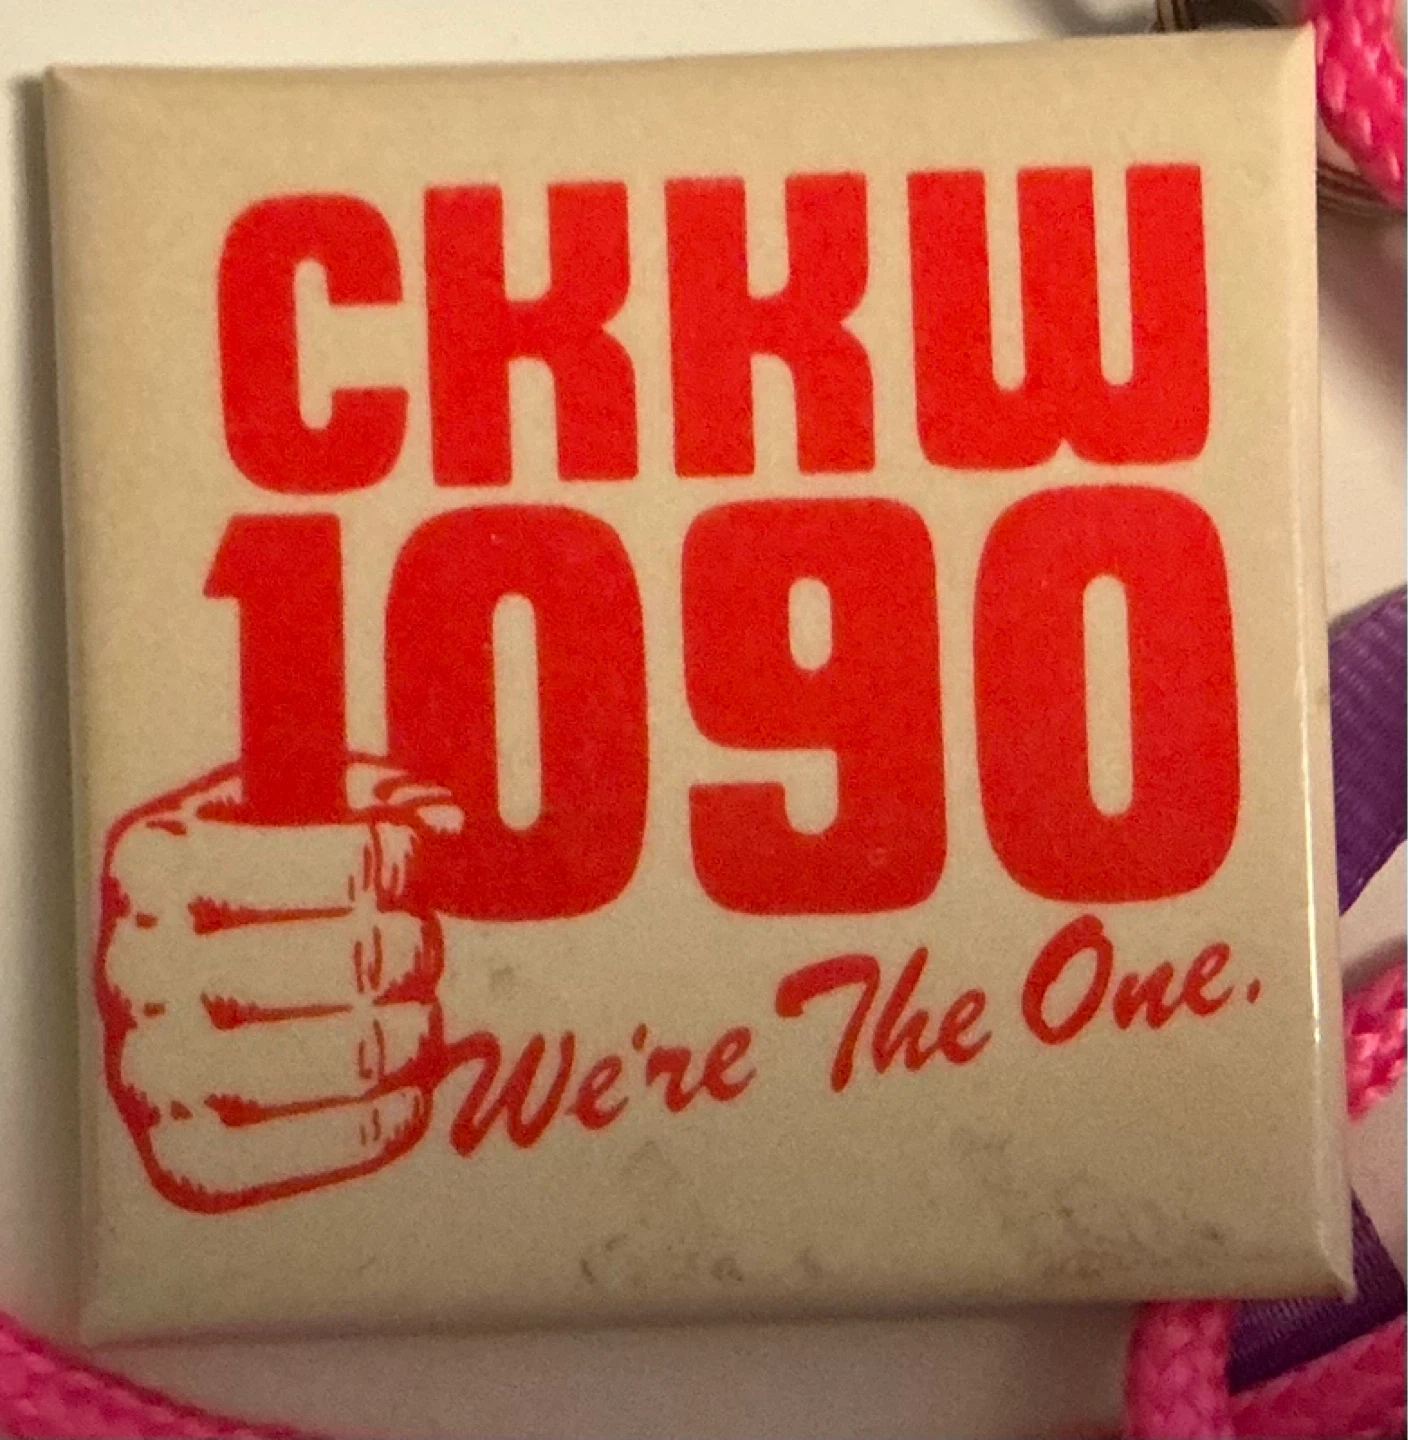 CKKW
1090
We're The One.